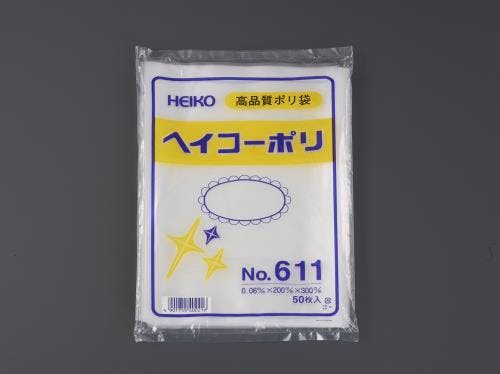 HEIKO 高品質ポリ袋
ヘイコーポリ
No.611
0.06㎜×200㎜×300㎜
50枚入